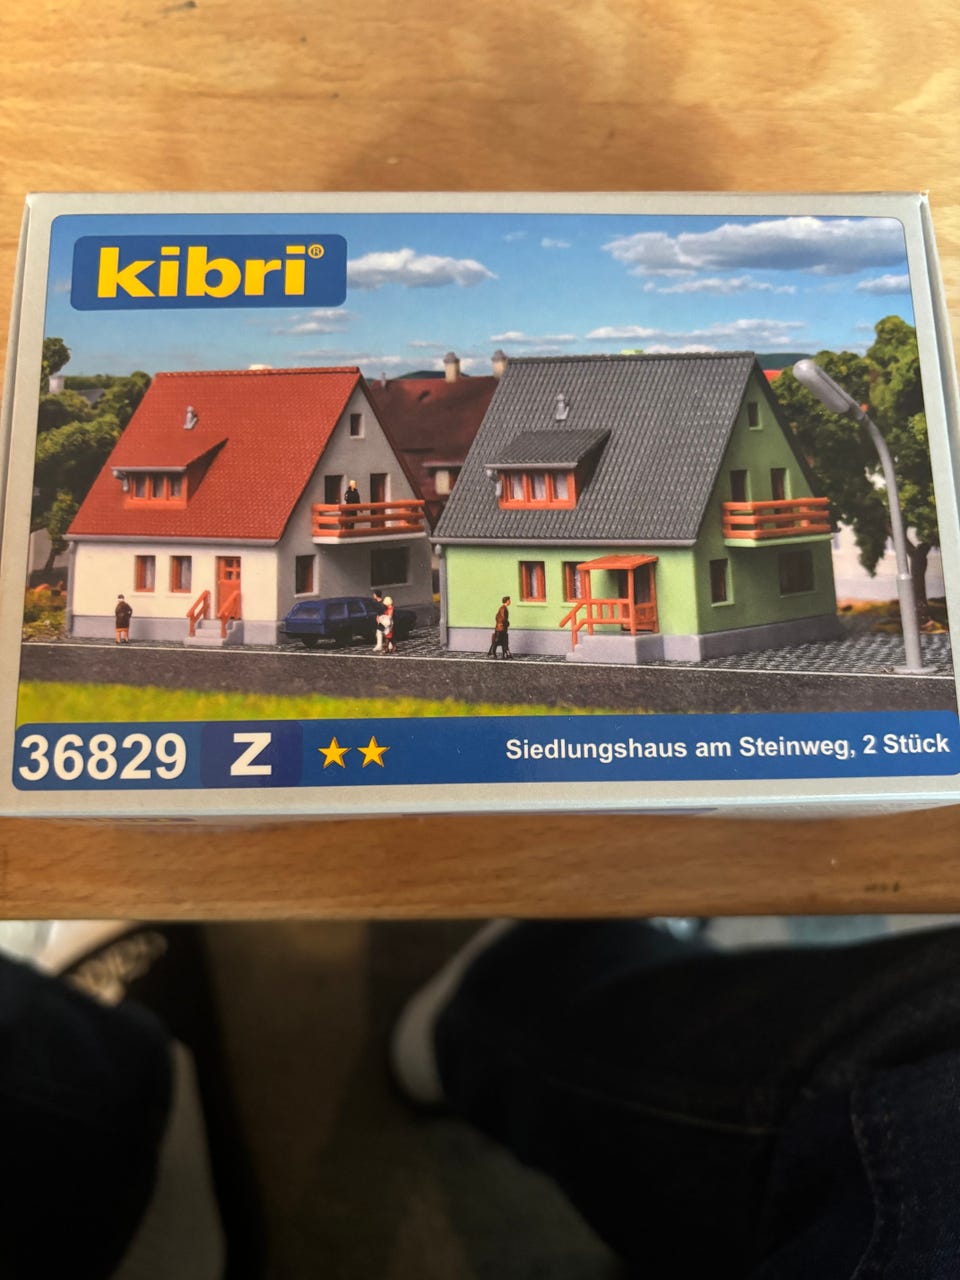 kibri®
36829 Z Siedlungshaus am Steinweg, 2 Stück